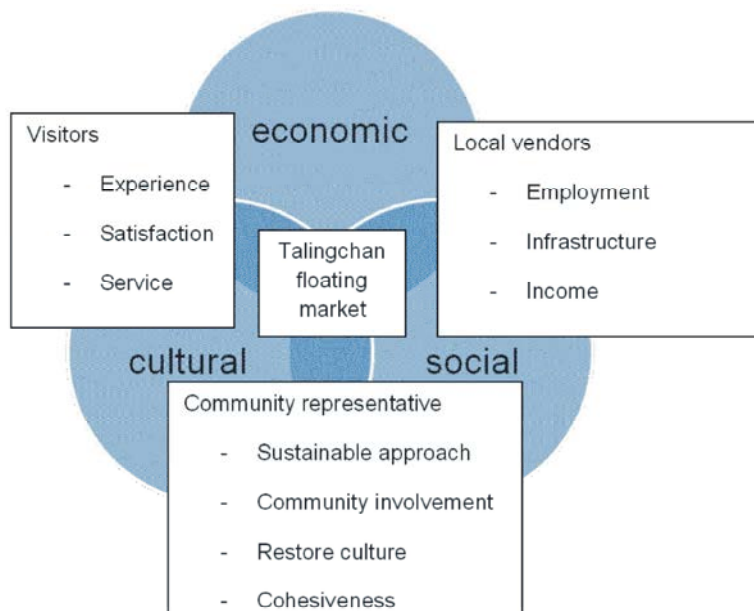 economic
Visitors
- Experience
- Satisfaction
- Service
Local vendors
- Employment
- Infrastructure
- Income
Talingchan
floating
market
cultural
social
Community representative
- Sustainable approach
- Community involvement
- Restore culture
- Cohesiveness